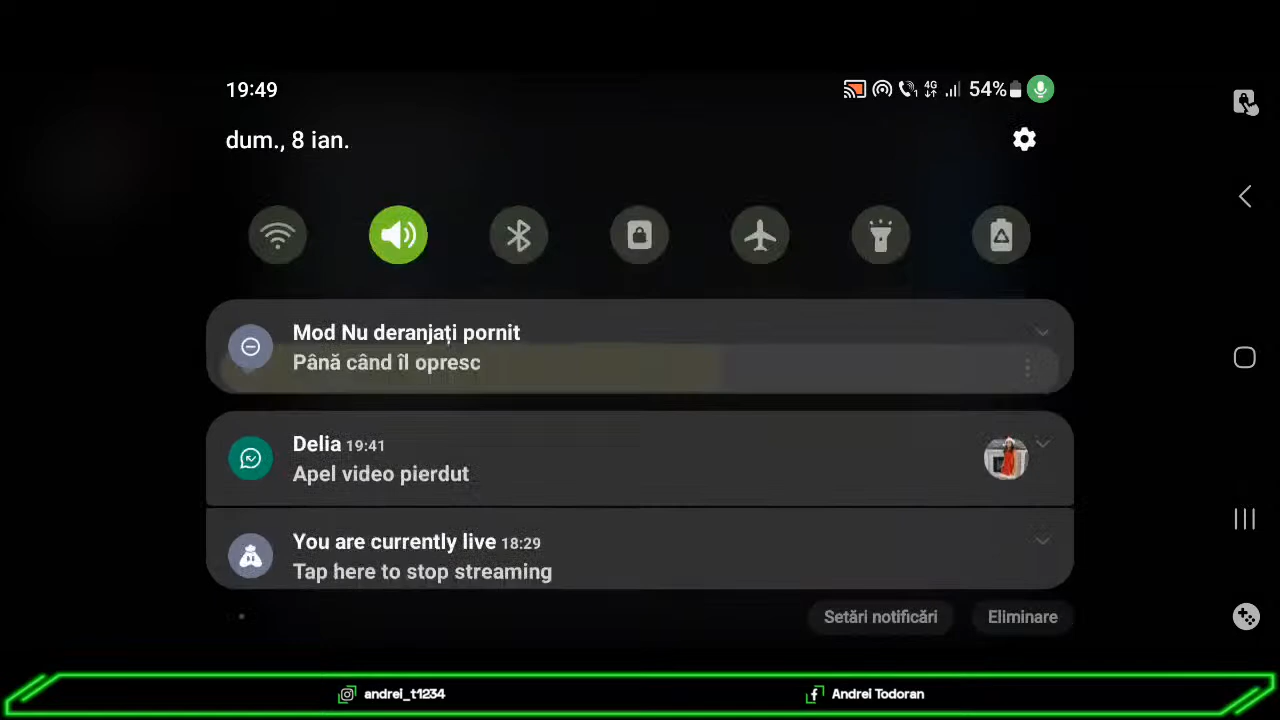 19:49
4G
54%
dum., 8 ian.
Mod Nu deranjați pornit
Până când îl opresc
Delia 19:41
Apel video pierdut
You are currently live 18:29
Tap here to stop streaming
Setări notificări
Eliminare
andrei_t1234
Andrei Todoran